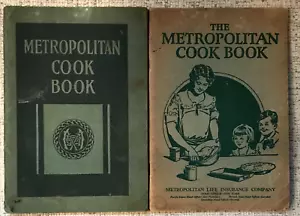 METROPOLITAN
COOK
BOOK
THE
METROPOLITAN
COOK BOOK
METROPOLITAN LIFE INSURANCE COMPANY